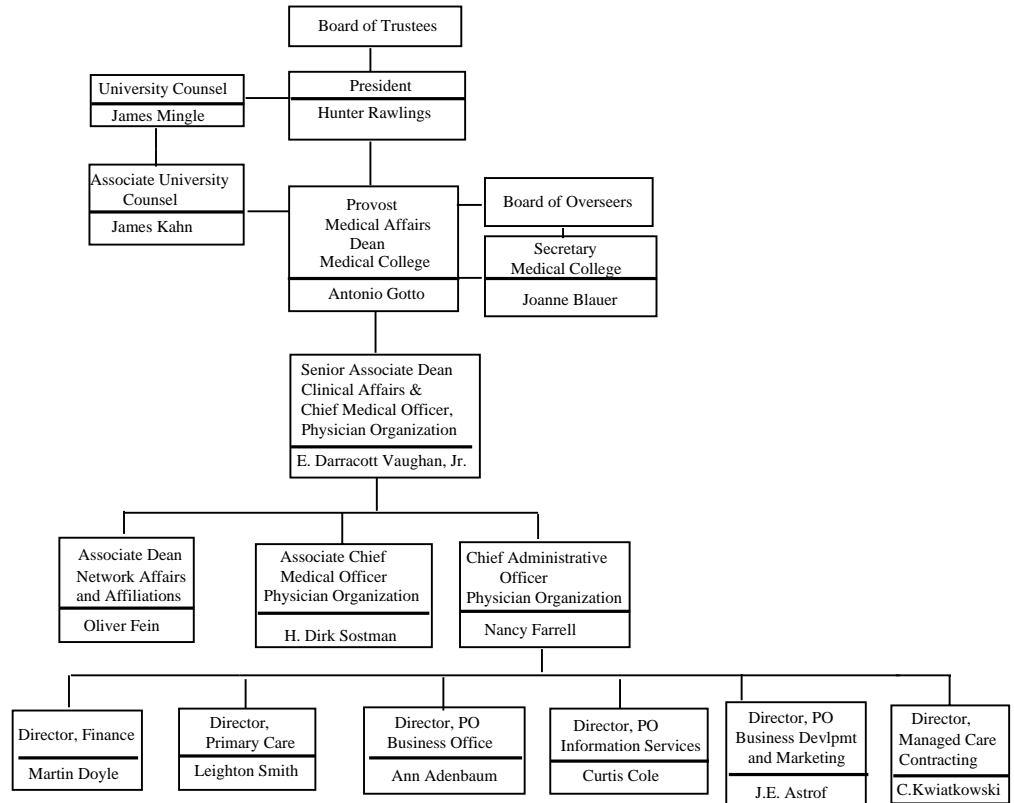 Board of Trustees
President
Hunter Rawlings
University Counsel
James Mingle
Associate University
Counsel
James Kahn
Provost
Medical Affairs
Dean
Medical College
Antonio Gotto
Board of Overseers
Secretary
Medical College
Joanne Blauer
Senior Associate Dean
Clinical Affairs &
Chief Medical Officer,
Physician Organization
E. Darracott Vaughan, Jr.
Associate Dean
Network Affairs
and Affiliations
Oliver Fein
Associate Chief
Medical Officer
Physician Organization
H. Dirk Sostman
Chief Administrative
Officer
Physician Organization
Nancy Farrell
Director, Finance
Martin Doyle
Director,
Primary Care
Leighton Smith
Director, PO
Business Office
Ann Adenbaum
Director, PO
Information Services
Curtis Cole
Director, PO
Business Devlpmt
and Marketing
J.E. Astrof
Director,
Managed Care
Contracting
C.Kwiatkowski